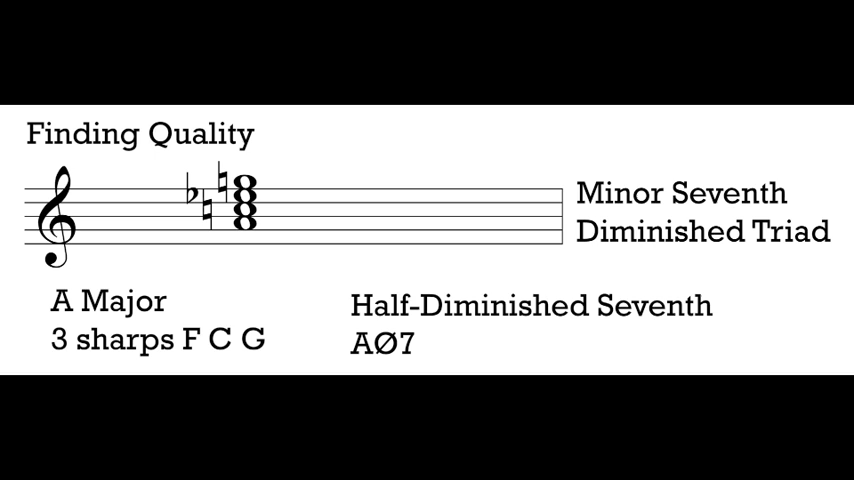 Finding Quality
Minor Seventh
Diminished Triad
A Major
3 sharps F C G
Half-Diminished Seventh
AØ7